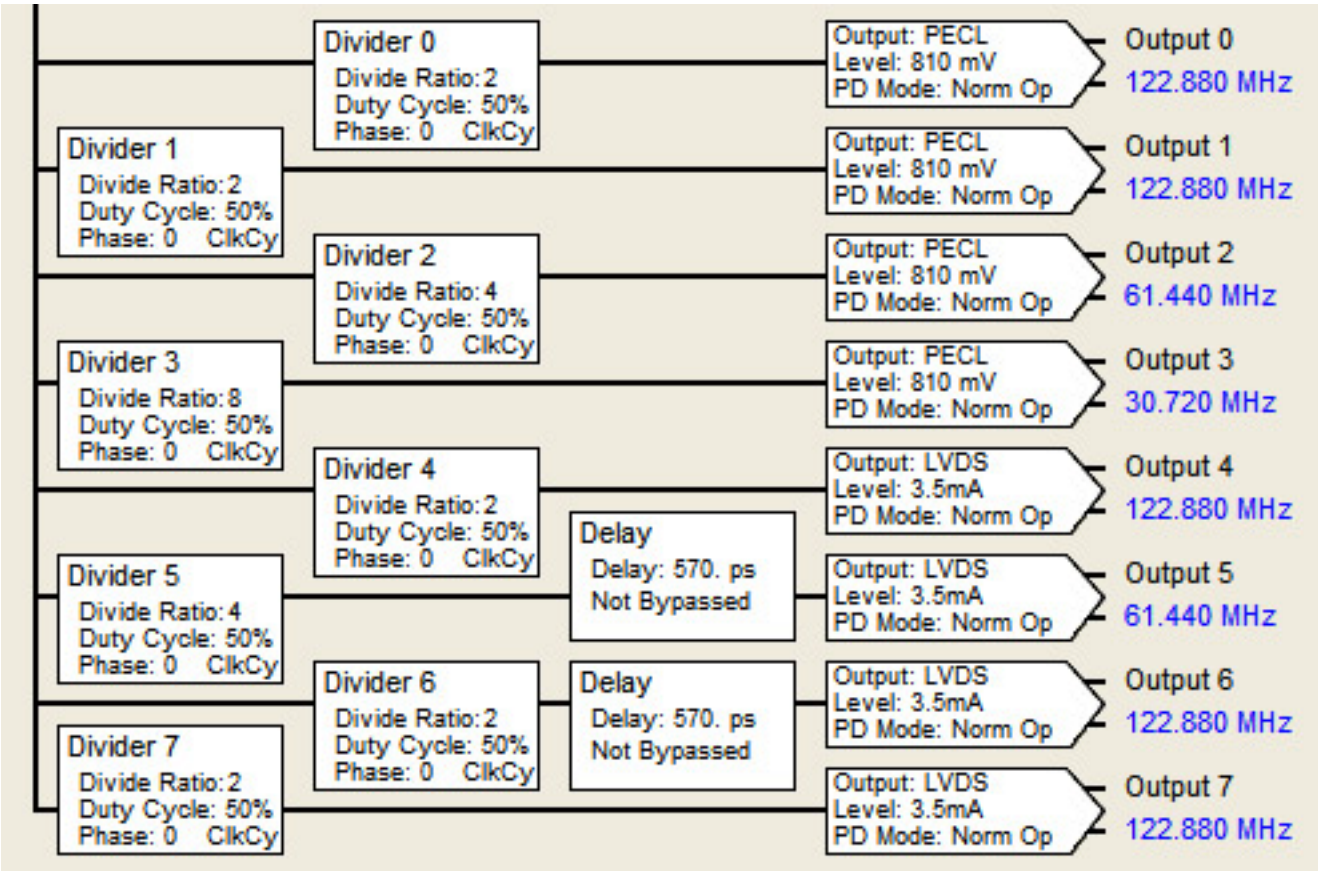 Divider 0
Divide Ratio: 2
Duty Cycle: 50%
Phase: 0 ClkCy
Output: PECL
Level: 810 mV
PD Mode: Norm Op
Output 0
122.880 MHz
Divider 1
Divide Ratio: 2
Duty Cycle: 50%
Phase: 0 ClkCy
Output: PECL
Level: 810 mV
PD Mode: Norm Op
Output 1
122.880 MHz
Divider 2
Divide Ratio: 4
Duty Cycle: 50%
Phase: 0 ClkCy
Output: PECL
Level: 810 mV
PD Mode: Norm Op
Output 2
61.440 MHz
Divider 3
Divide Ratio: 8
Duty Cycle: 50%
Phase: 0 ClkCy
Output: PECL
Level: 810 mV
PD Mode: Norm Op
Output 3
30.720 MHz
Divider 4
Divide Ratio: 2
Duty Cycle: 50%
Phase: 0 ClkCy
Output: LVDS
Level: 3.5mA
PD Mode: Norm Op
Output 4
122.880 MHz
Divider 5
Divide Ratio: 4
Duty Cycle: 50%
Phase: 0 ClkCy
Delay
Delay: 570. ps
Not Bypassed
Output: LVDS
Level: 3.5mA
PD Mode: Norm Op
Output 5
61.440 MHz
Divider 6
Divide Ratio: 2
Duty Cycle: 50%
Phase: 0 ClkCy
Delay
Delay: 570. ps
Not Bypassed
Output: LVDS
Level: 3.5mA
PD Mode: Norm Op
Output 6
122.880 MHz
Divider 7
Divide Ratio: 2
Duty Cycle: 50%
Phase: 0 ClkCy
Output: LVDS
Level: 3.5mA
PD Mode: Norm Op
Output 7
122.880 MHz